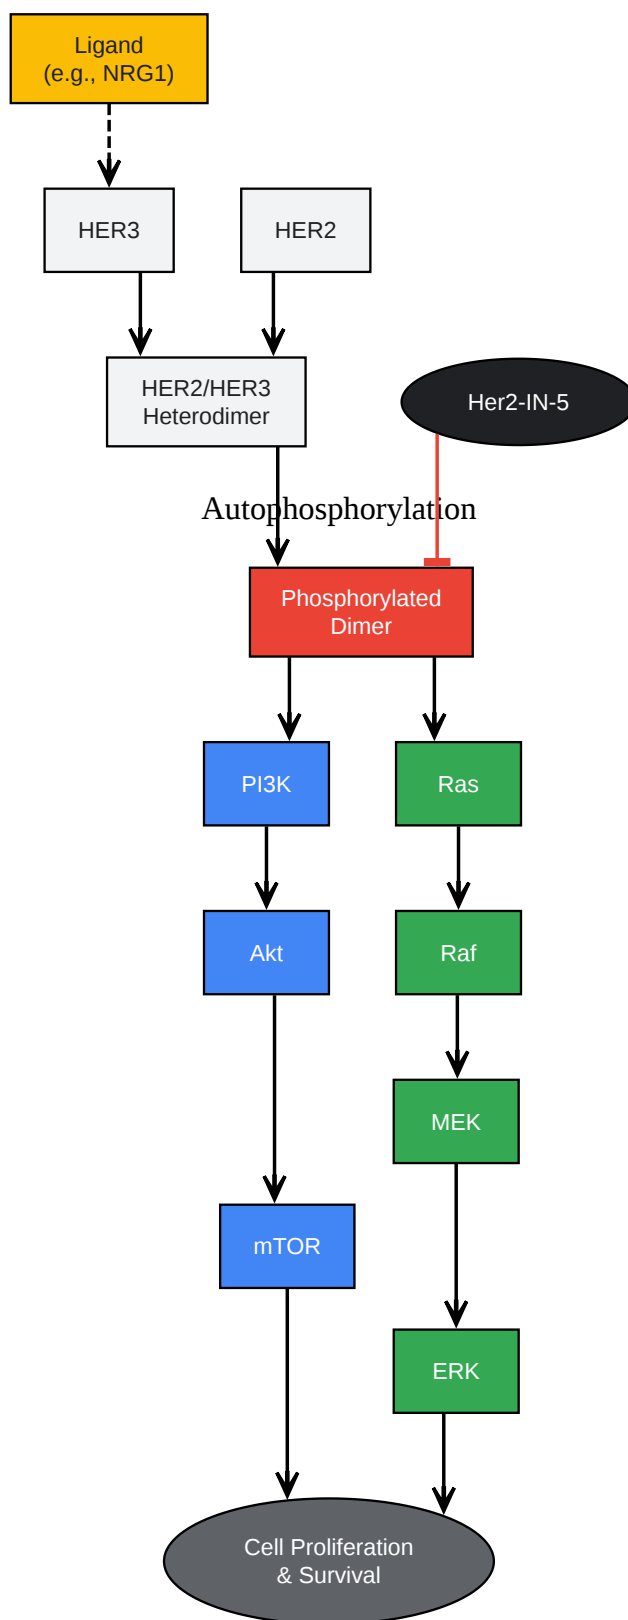 Ligand
(e.g., NRG1)
HER3
HER2
HER2/HER3
Heterodimer
Her2-IN-5
Autophosphorylation
Phosphorylated
Dimer
PI3K
Ras
Akt
Raf
MEK
mTOR
ERK
Cell Proliferation
& Survival